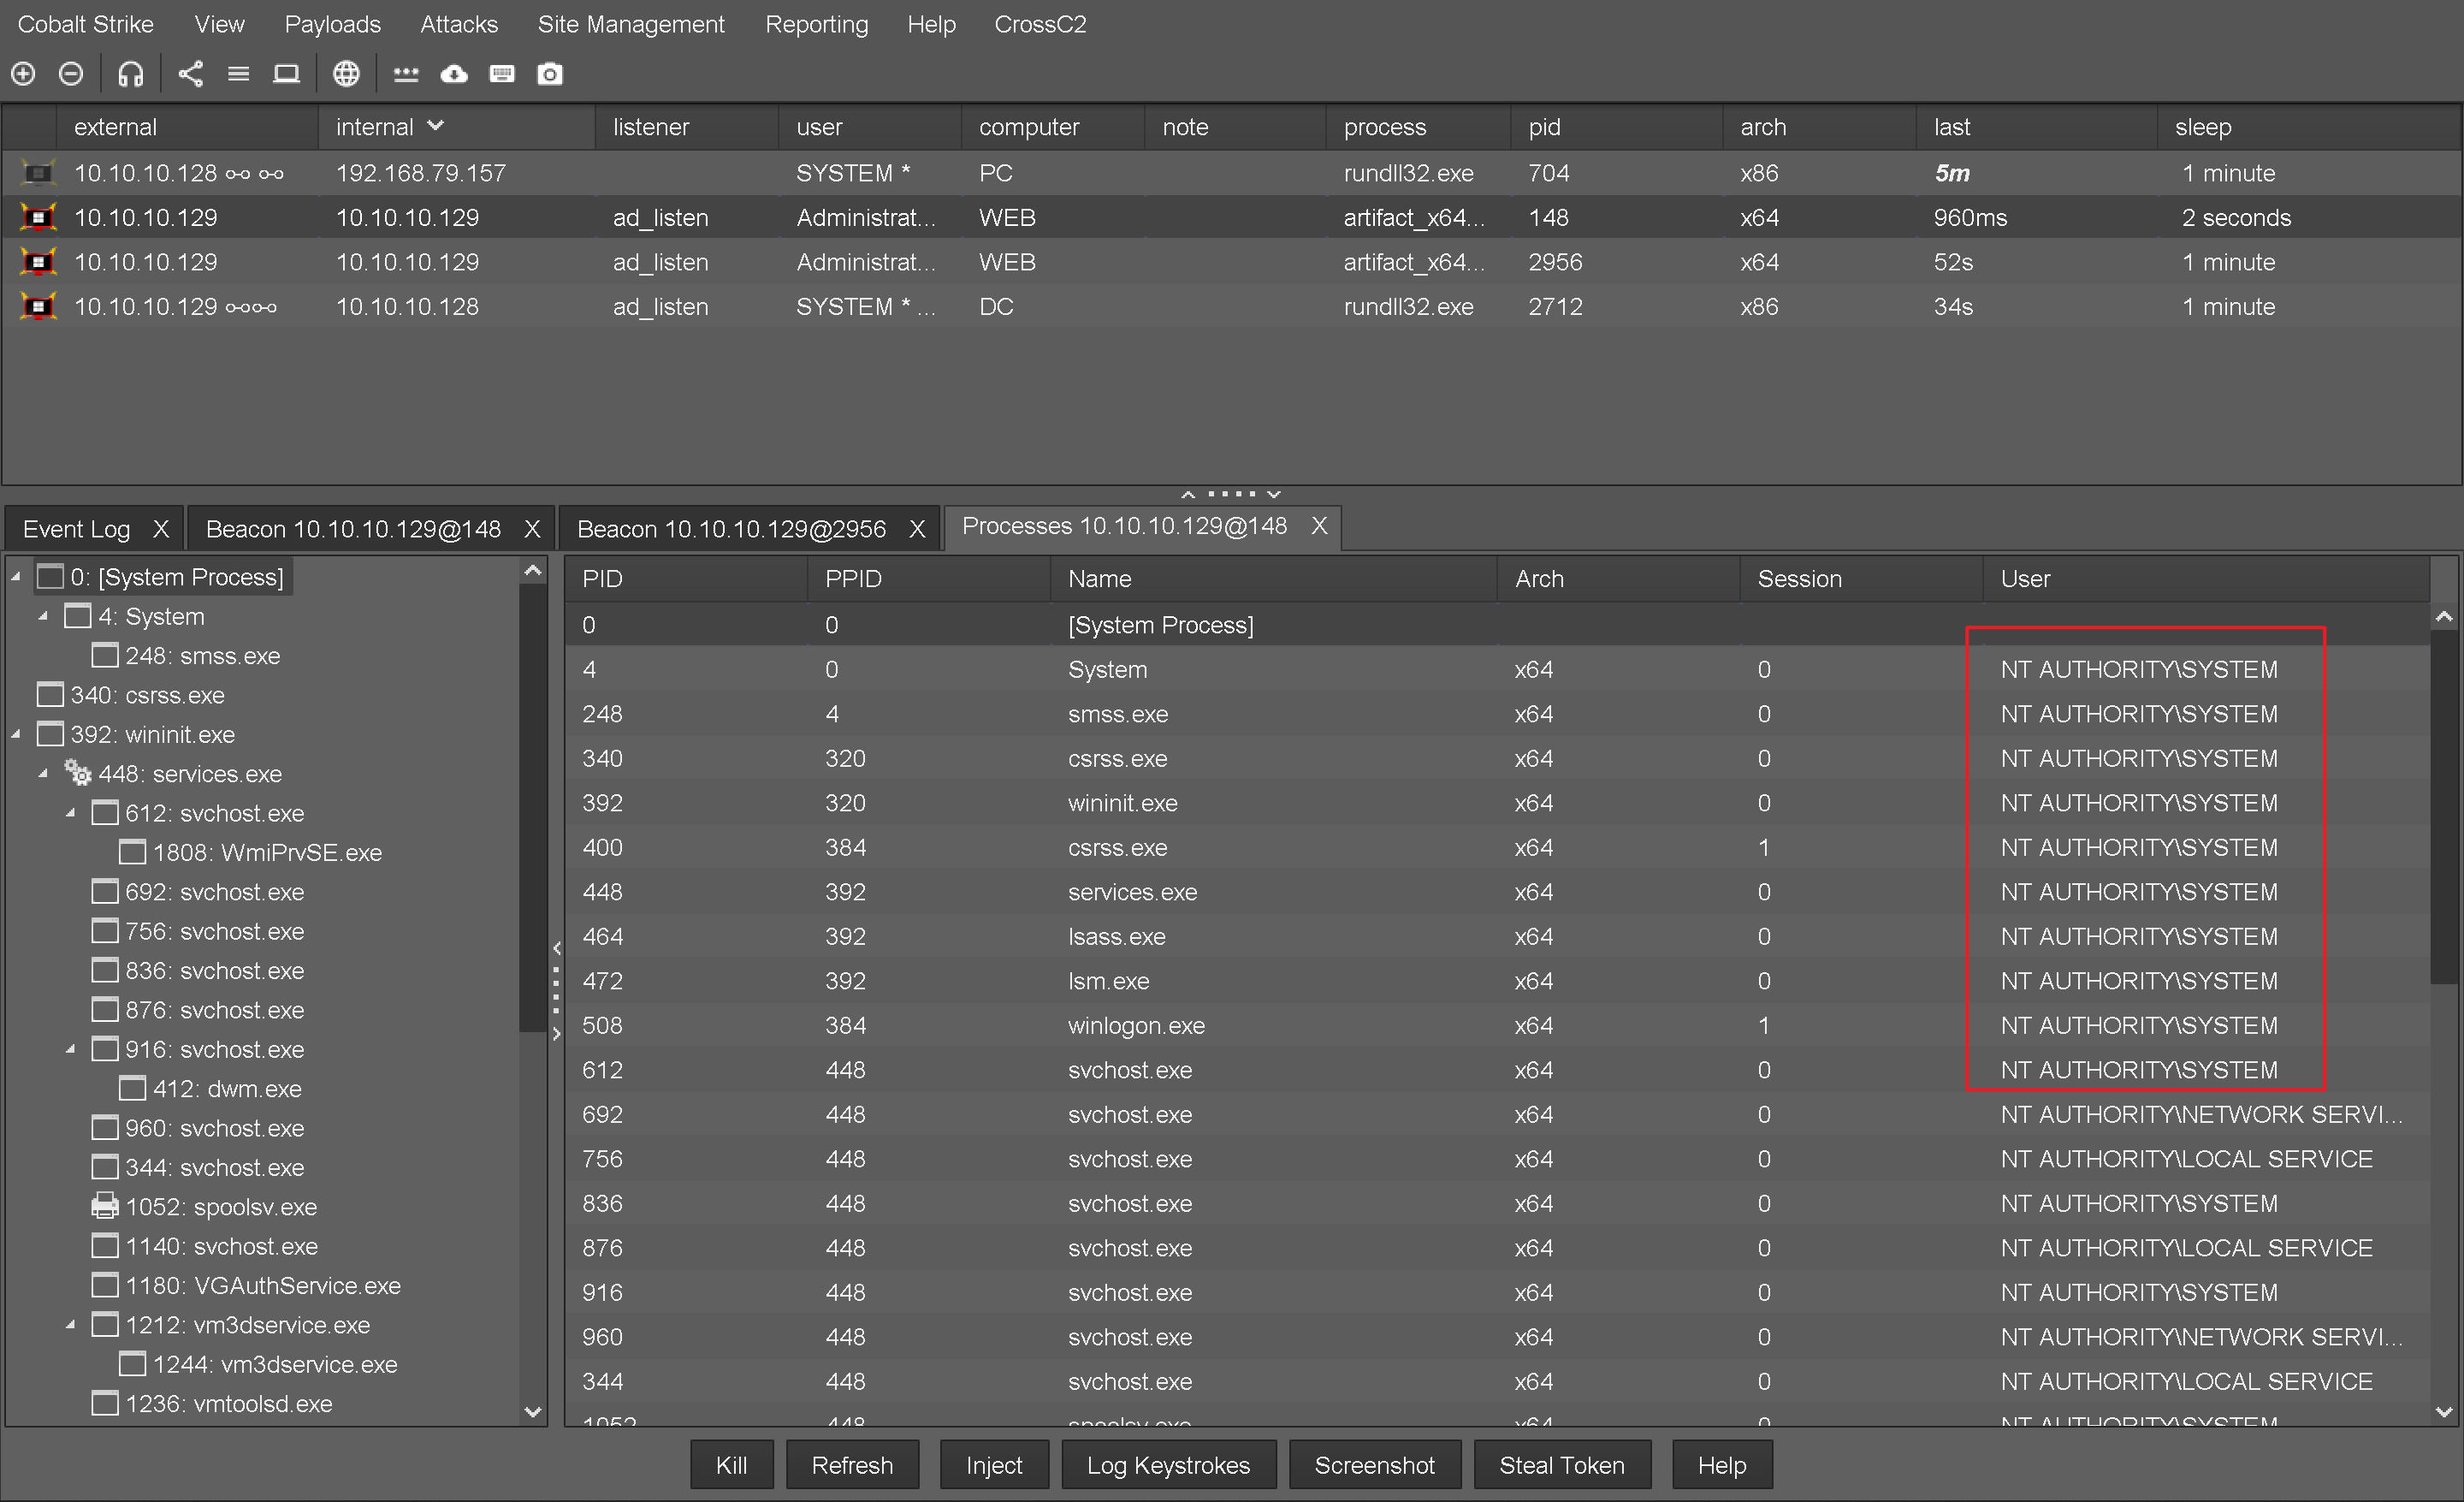 Cobalt Strike View Payloads Attacks Site Management Reporting Help CrossC2
external internal listener user computer note process pid arch last sleep
10.10.10.128 192.168.79.157 SYSTEM * PC rundll32.exe 704 x86 5m 1 minute
10.10.10.129 10.10.10.129 ad_listen Administrat... WEB artifact_x64... 148 x64 960ms 2 seconds
10.10.10.129 10.10.10.129 ad_listen Administrat... WEB artifact_x64... 2956 x64 52s 1 minute
10.10.10.129 10.10.10.128 ad_listen SYSTEM * ... DC rundll32.exe 2712 x86 34s 1 minute
Event Log X Beacon 10.10.10.129@148 X Beacon 10.10.10.129@2956 X Processes 10.10.10.129@148 X
0: [System Process]
4: System
248: smss.exe
340: csrss.exe
392: wininit.exe
448: services.exe
612: svchost.exe
1808: WmiPrvSE.exe
692: svchost.exe
756: svchost.exe
836: svchost.exe
876: svchost.exe
916: svchost.exe
412: dwm.exe
960: svchost.exe
344: svchost.exe
1052: spoolsv.exe
1140: svchost.exe
1180: VGAuthService.exe
1212: vm3dservice.exe
1244: vm3dservice.exe
1236: vmtoolsd.exe
PID PPID Name Arch Session User
0 0 [System Process]
4 0 System x64 0 NT AUTHORITY\SYSTEM
248 4 smss.exe x64 0 NT AUTHORITY\SYSTEM
340 320 csrss.exe x64 0 NT AUTHORITY\SYSTEM
392 320 wininit.exe x64 0 NT AUTHORITY\SYSTEM
400 384 csrss.exe x64 1 NT AUTHORITY\SYSTEM
448 392 services.exe x64 0 NT AUTHORITY\SYSTEM
464 392 lsass.exe x64 0 NT AUTHORITY\SYSTEM
472 392 lsm.exe x64 0 NT AUTHORITY\SYSTEM
508 384 winlogon.exe x64 1 NT AUTHORITY\SYSTEM
612 448 svchost.exe x64 0 NT AUTHORITY\SYSTEM
692 448 svchost.exe x64 0 NT AUTHORITY\NETWORK SERVI...
756 448 svchost.exe x64 0 NT AUTHORITY\LOCAL SERVICE
836 448 svchost.exe x64 0 NT AUTHORITY\SYSTEM
876 448 svchost.exe x64 0 NT AUTHORITY\LOCAL SERVICE
916 448 svchost.exe x64 0 NT AUTHORITY\SYSTEM
960 448 svchost.exe x64 0 NT AUTHORITY\NETWORK SERVI...
344 448 svchost.exe x64 0 NT AUTHORITY\LOCAL SERVICE
1052 448 spoolsv.exe x64 0 NT AUTHORITY\SYSTEM
Kill Refresh Inject Log Keystrokes Screenshot Steal Token Help